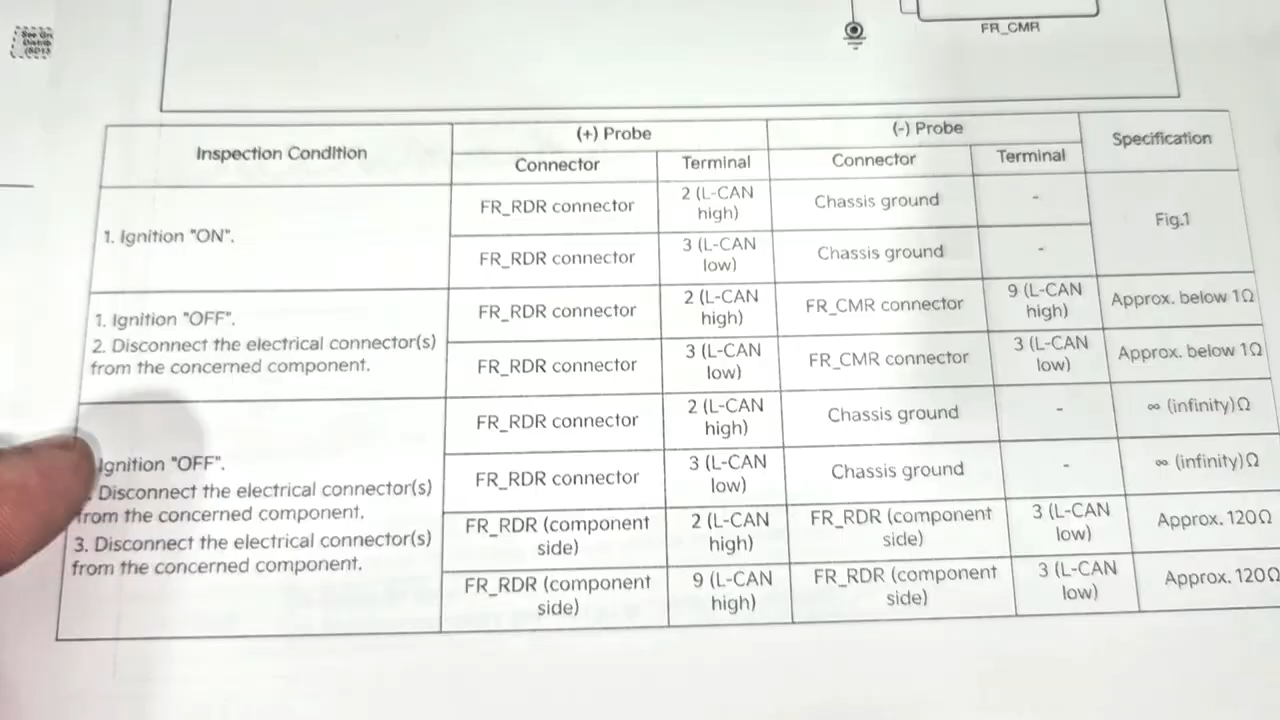 See Gr
Distrib
(SD13
FR_CMR
Inspection Condition
(+) Probe
(-) Probe
Specification
Connector
Terminal
Connector
Terminal
1. Ignition "ON".
FR_RDR connector
2 (L-CAN
high)
Chassis ground
-
Fig.1
FR_RDR connector
3 (L-CAN
low)
Chassis ground
-
1. Ignition "OFF".
2. Disconnect the electrical connector(s)
from the concerned component.
FR_RDR connector
2 (L-CAN
high)
FR_CMR connector
9 (L-CAN
high)
Approx. below 1Ω
FR_RDR connector
3 (L-CAN
low)
FR_CMR connector
3 (L-CAN
low)
Approx. below 1Ω
Ignition "OFF".
. Disconnect the electrical connector(s)
from the concerned component.
3. Disconnect the electrical connector(s)
from the concerned component.
FR_RDR connector
2 (L-CAN
high)
Chassis ground
-
∞ (infinity)Ω
FR_RDR connector
3 (L-CAN
low)
Chassis ground
-
∞ (infinity)Ω
FR_RDR (component
side)
2 (L-CAN
high)
FR_RDR (component
side)
3 (L-CAN
low)
Approx. 120Ω
FR_RDR (component
side)
9 (L-CAN
high)
FR_RDR (component
side)
3 (L-CAN
low)
Approx. 120Ω